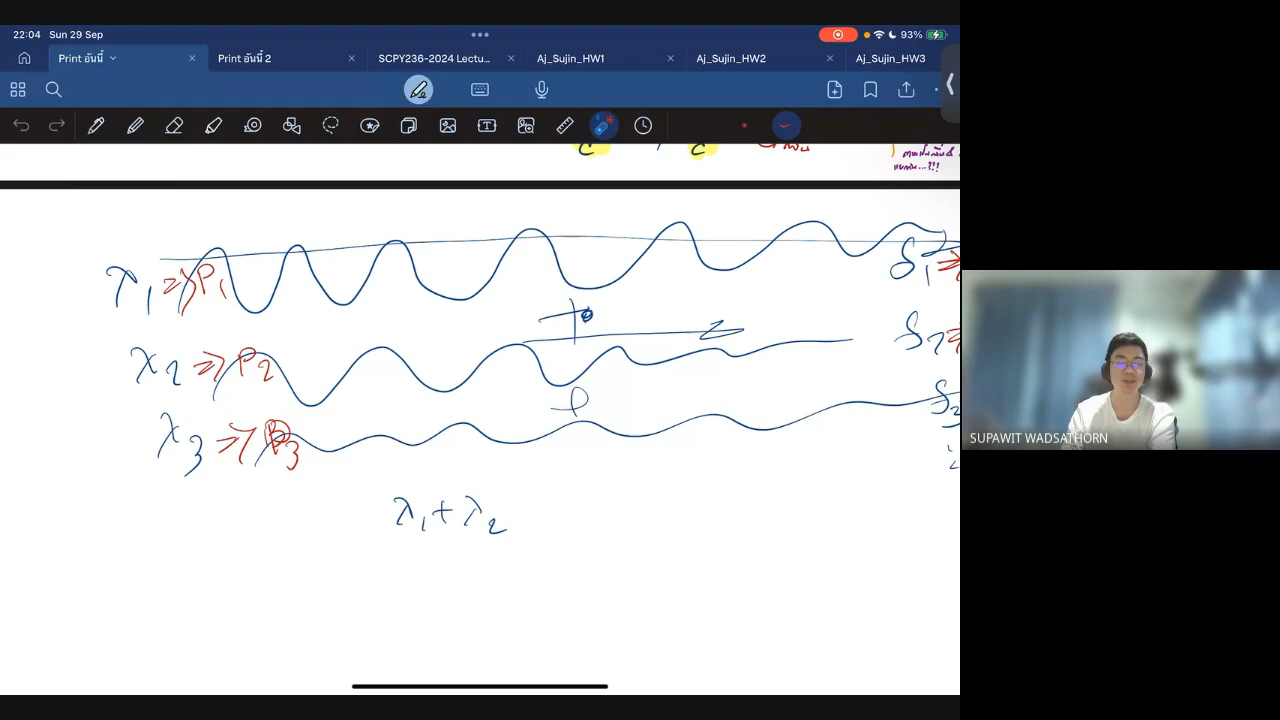 22:04 Sun 29 Sep 93%
Print อันนี้ Print อันนี้ 2 SCPY236-2024 Lectu... Aj_Sujin_HW1 Aj_Sujin_HW2 Aj_Sujin_HW3
c c
...!!!
λ₁ ⇒ P₁ δ₁ ⇒
λ₂ ⇒ P₂ δ₂
λ₃ ⇒ P₃
SUPAWIT WADSATHORN
λ₁ + λ₂